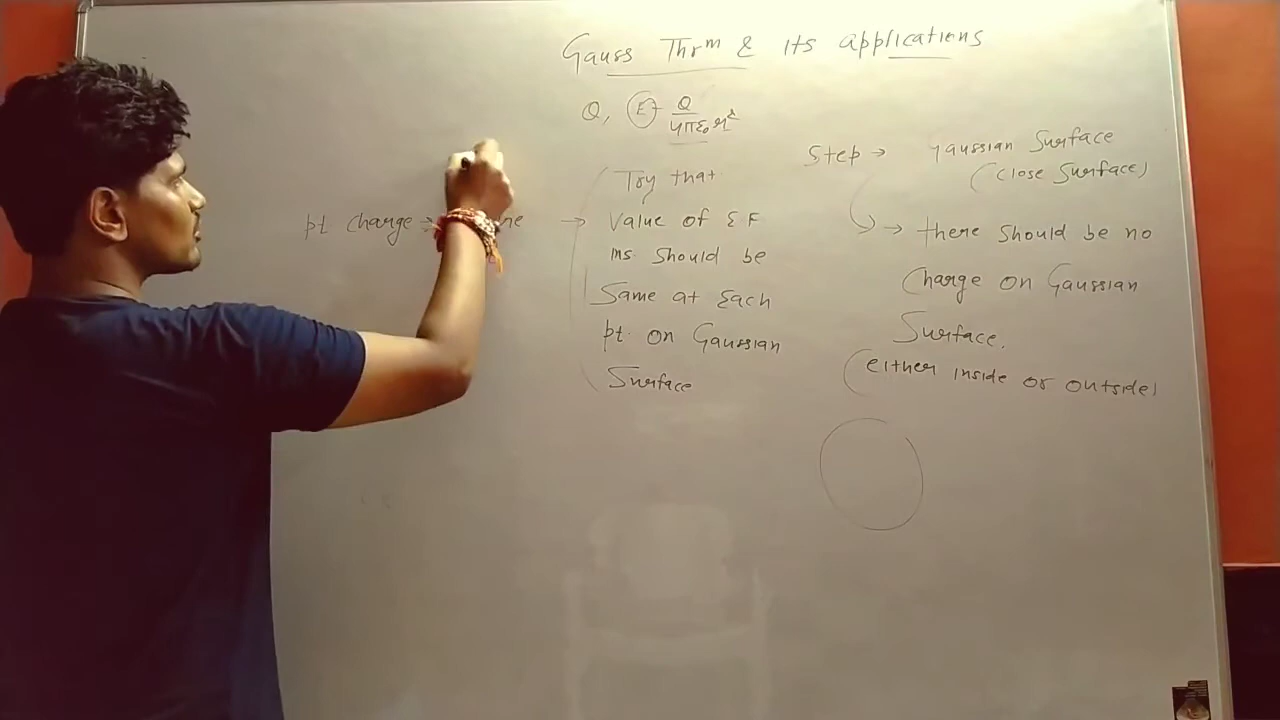 Gauss Thrm & its applications
Q, E = Q / 4πε₀r²
Step → gaussian Surface
(Close Surface)
→ there should be no
Charge on Gaussian
Surface.
(either inside or outside)
pt charge →
→ Try that
Value of E F
ms should be
Same at Each
pt. on Gaussian
Surface